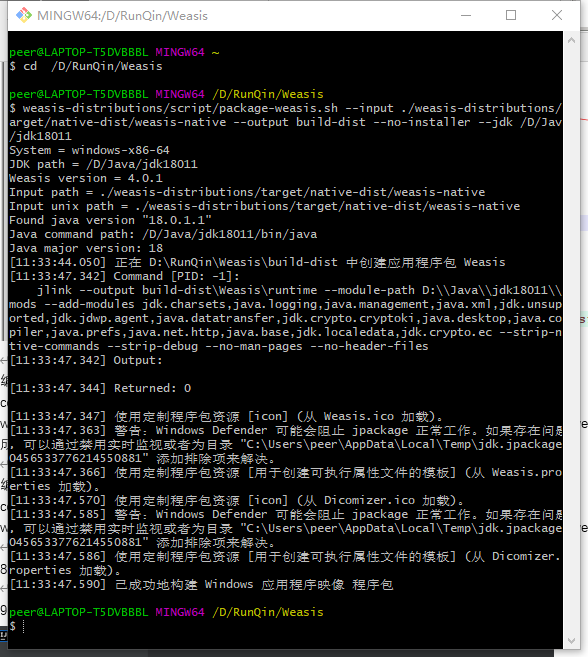 MINGW64:/D/RunQin/Weasis
peer@LAPTOP-T5DVBBBL MINGW64 ~
$ cd  /D/RunQin/Weasis
peer@LAPTOP-T5DVBBBL MINGW64 /D/RunQin/Weasis
$ weasis-distributions/script/package-weasis.sh --input ./weasis-distributions/
arget/native-dist/weasis-native --output build-dist --no-installer --jdk /D/Jav
/jdk18011
System = windows-x86-64
JDK path = /D/Java/jdk18011
Weasis version = 4.0.1
Input path = ./weasis-distributions/target/native-dist/weasis-native
Input unix path = ./weasis-distributions/target/native-dist/weasis-native
Found java version "18.0.1.1"
Java command path: /D/Java/jdk18011/bin/java
Java major version: 18
[11:33:44.050] 正在 D:\RunQin\Weasis\build-dist 中创建应用程序包 Weasis
[11:33:47.342] Command [PID: -1]:
    jlink --output build-dist\Weasis\runtime --module-path D:\\Java\\jdk18011\\
mods --add-modules jdk.charsets,java.logging,java.management,java.xml,jdk.unsup
orted,jdk.jdwp.agent,java.datatransfer,jdk.crypto.cryptoki,java.desktop,java.co
piler,java.prefs,java.net.http,java.base,jdk.localedata,jdk.crypto.ec --strip-n
tive-commands --strip-debug --no-man-pages --no-header-files
[11:33:47.342] Output:
[11:33:47.344] Returned: 0
[11:33:47.347] 使用定制程序包资源 [icon] (从 Weasis.ico 加载)。
[11:33:47.363] 警告: Windows Defender 可能会阻止 jpackage 正常工作。如果存在问题
, 可以通过禁用实时监视或者为目录 "C:\Users\peer\AppData\Local\Temp\jdk.jpackage
0456533776214550881" 添加排除项来解决。
[11:33:47.366] 使用定制程序包资源 [用于创建可执行属性文件的模板] (从 Weasis.pro
erties 加载)。
[11:33:47.570] 使用定制程序包资源 [icon] (从 Dicomizer.ico 加载)。
[11:33:47.585] 警告: Windows Defender 可能会阻止 jpackage 正常工作。如果存在问题
, 可以通过禁用实时监视或者为目录 "C:\Users\peer\AppData\Local\Temp\jdk.jpackage
0456533776214550881" 添加排除项来解决。
[11:33:47.586] 使用定制程序包资源 [用于创建可执行属性文件的模板] (从 Dicomizer.
roperties 加载)。
[11:33:47.590] 已成功地构建 Windows 应用程序映像 程序包
peer@LAPTOP-T5DVBBBL MINGW64 /D/RunQin/Weasis
$